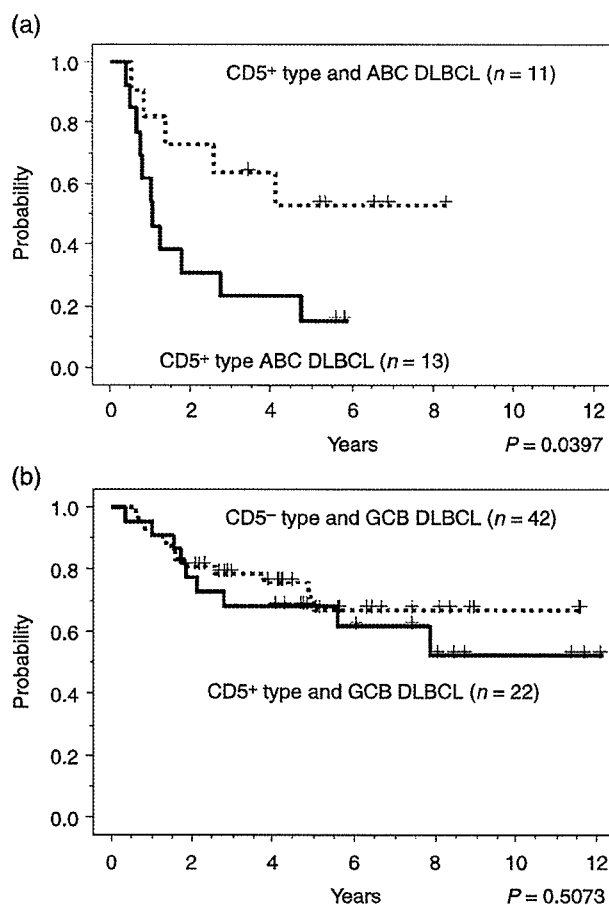 (a)
1.0
0.8
0.6
0.4
0.2
0.0
Probability
CD5⁺ type and ABC DLBCL (n = 11)
CD5⁺ type ABC DLBCL (n = 13)
0 2 4 6 8 10 12
Years
P = 0.0397
(b)
1.0
0.8
0.6
0.4
0.2
0.0
Probability
CD5⁻ type and GCB DLBCL (n = 42)
CD5⁺ type and GCB DLBCL (n = 22)
0 2 4 6 8 10 12
Years
P = 0.5073